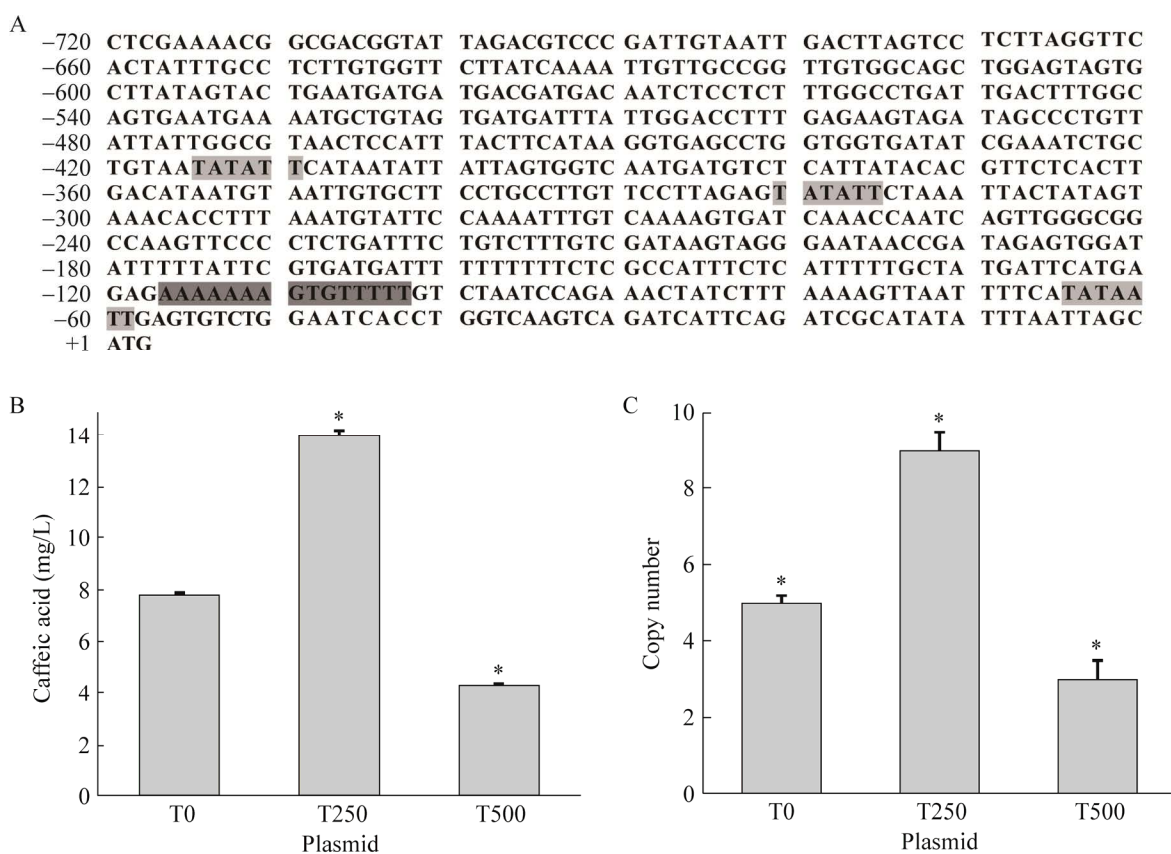 A
−720 CTCGAAAACG GCGACGGTAT TAGACGTCCC GATTGTAATT GACTTAGTCC TCTTAGGTTC
−660 ACTATTTGCC TCTTGTGGTT CTTATCAAAA TTGTTGCCGG TTGTGGCAGC TGGAGTAGTG
−600 CTTATAGTAC TGAATGATGA TGACGATGAC AATCTCCTCT TTGGCCTGAT TGACTTTGGC
−540 AGTGAATGAA AATGCTGTAG TGATGATTTA TTGGACCTTT GAGAAGTAGA TAGCCCTGTT
−480 ATTATTGGCG TAACTCCATT TACTTCATAA GGTGAGCCTG GGTGGTGATA CGCTCTGCAG
−420 TGTAATATAT TCATAATATT ATTAGTGGTC AATGATGTCT CATTATACAC GTTCTCACTT
−360 GACATAATGT AATTGTGCTT CCTGCCTTGT TCCTTAGAGT ATATTCTAAA TTACTATAGT
−300 AAACACCTTT AAATGTATTC CAAAATTTGT CAAAAGTGAT CAAACCAATC AGTTGGGCGG
−240 CCAAGTTCCC CTCTGATTTC TGTCTTTGTC GATAAGTAGG GAATAACCGA TAGAGTGGAT
−180 ATTTTTATTCG GTGATGATTT TTTTTTTCTC GCCATTTCTC ATTTTTGCTA TGATTCATGA
−120 GAGAAAAAAA GTGTTTTTGT CTAATCCAGA AACTATCTTT AAAAGTTAAT TTTCATATAA
−60 TTGAGTGTCTG GAATCACCTG GGTCAAGTCA GATCATTCAG ATCGCATATA TTTAATTAGC
+1 ATG
B
14
12
10
8
6
4
2
0
Caffeic acid (mg/L)
*
*
T0 T250 T500
Plasmid
C
10
8
6
4
2
0
Copy number
*
*
*
T0 T250 T500
Plasmid